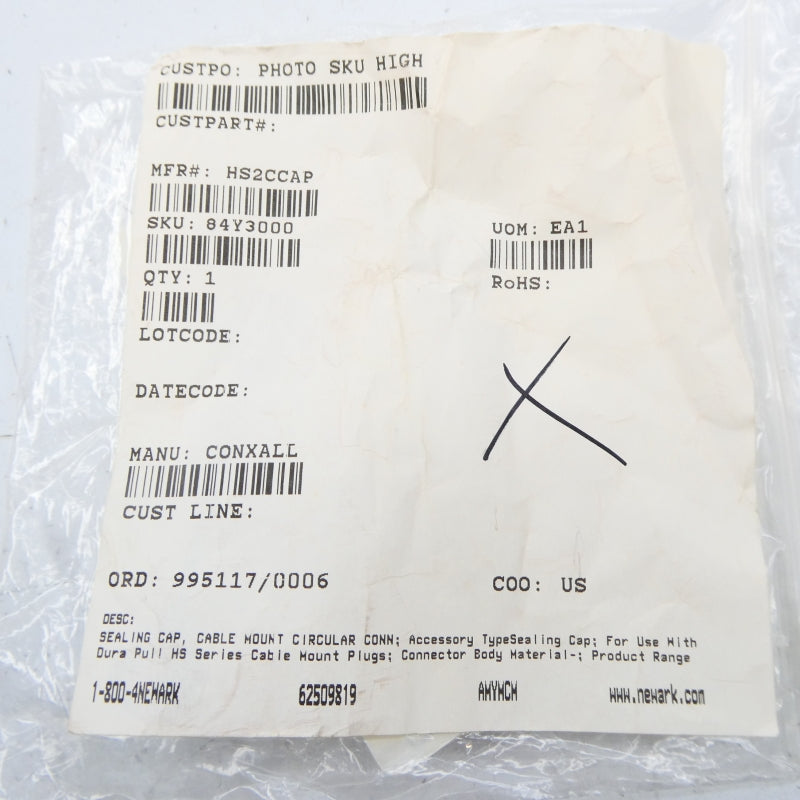 CUSTPO: PHOTO SKU HIGH
CUSTPART#:
MFR#: HS2CCAP
SKU: 84Y3000
UOM: EA1
QTY: 1
RoHS:
LOTCODE:
DATECODE:
MANU: CONXALL
CUST LINE:
ORD: 995117/0006
COO: US
DESC:
SEALING CAP, CABLE MOUNT CIRCULAR CONN; Accessory TypeSealing Cap; For Use With
Dura Pull HS Series Cable Mount Plugs; Connector Body Material-; Product Range
1-800-4NEWARK 62509819 AMYMCM www.newark.com